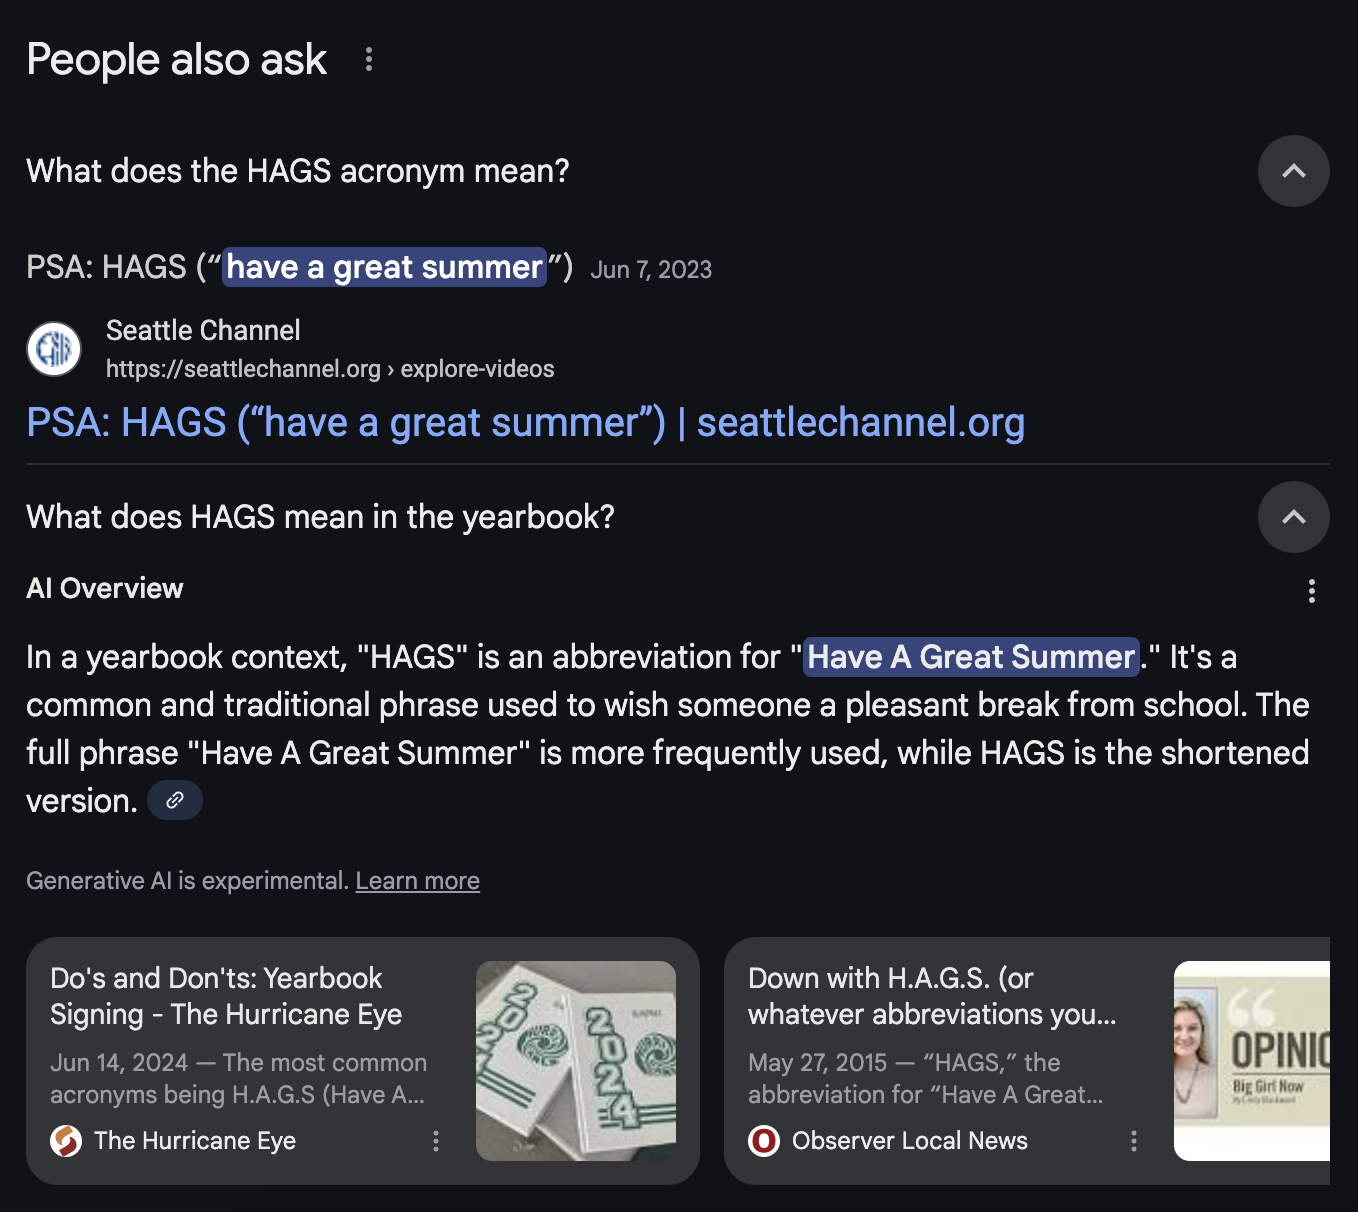 People also ask
What does the HAGS acronym mean?
PSA: HAGS (“have a great summer”) Jun 7, 2023
Seattle Channel
https://seattlechannel.org › explore-videos
PSA: HAGS (“have a great summer”) | seattlechannel.org
What does HAGS mean in the yearbook?
AI Overview
In a yearbook context, "HAGS" is an abbreviation for "Have A Great Summer." It's a
common and traditional phrase used to wish someone a pleasant break from school. The
full phrase "Have A Great Summer" is more frequently used, while HAGS is the shortened
version.
Generative AI is experimental. Learn more
Do's and Don'ts: Yearbook
Signing - The Hurricane Eye
Jun 14, 2024 — The most common
acronyms being H.A.G.S (Have A...
The Hurricane Eye
2024
2024
Down with H.A.G.S. (or
whatever abbreviations you...
May 27, 2015 — “HAGS,” the
abbreviation for “Have A Great...
Observer Local News
OPINIO
Big Girl Now